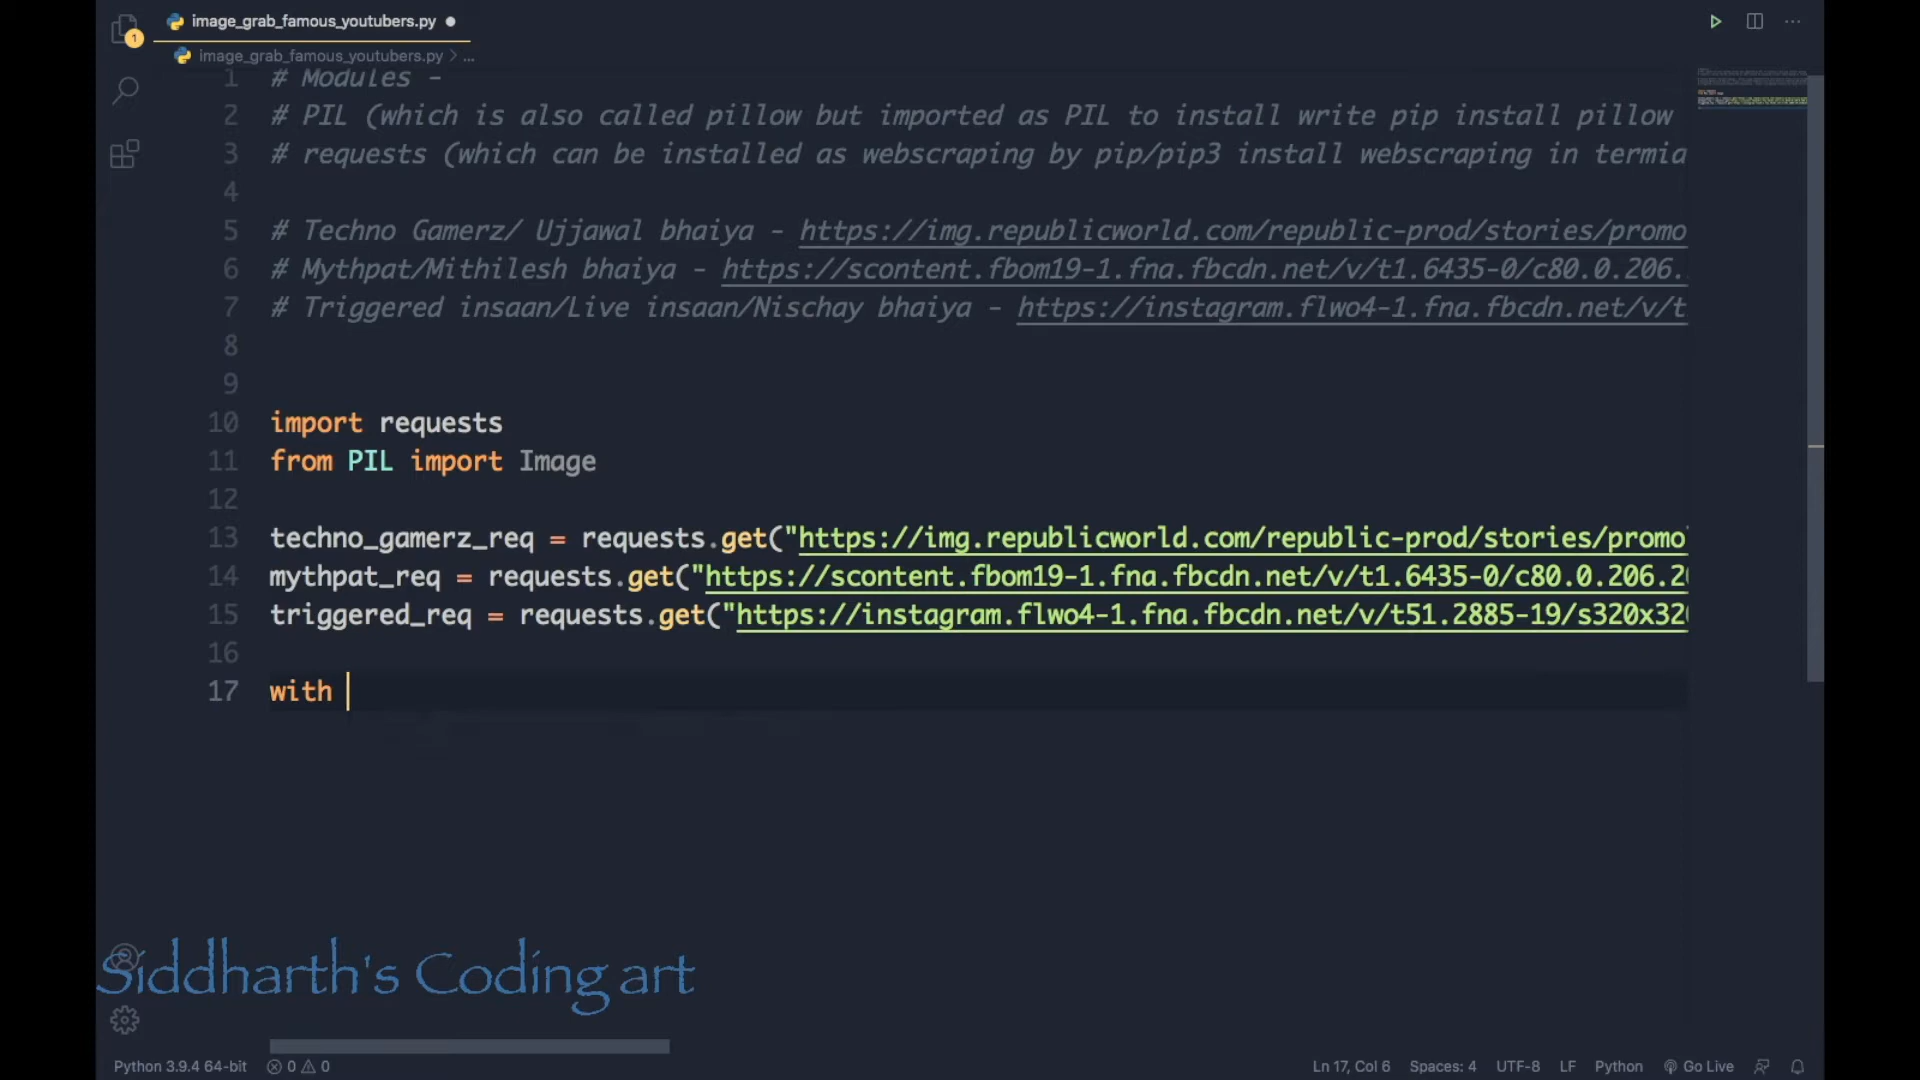 image_grab_famous_youtubers.py
image_grab_famous_youtubers.py > ...
1 # Modules -
2 # PIL (which is also called pillow but imported as PIL to install write pip install pillow
3 # requests (which can be installed as webscraping by pip/pip3 install webscraping in termia
4
5 # Techno Gamerz/ Ujjawal bhaiya - https://img.republicworld.com/republic-prod/stories/promo
6 # Mythpat/Mithilesh bhaiya - https://scontent.fbom19-1.fna.fbcdn.net/v/t1.6435-0/c80.0.206.
7 # Triggered insaan/Live insaan/Nischay bhaiya - https://instagram.flwo4-1.fna.fbcdn.net/v/t
8
9
10 import requests
11 from PIL import Image
12
13 techno_gamerz_req = requests.get("https://img.republicworld.com/republic-prod/stories/promo
14 mythpat_req = requests.get("https://scontent.fbom19-1.fna.fbcdn.net/v/t1.6435-0/c80.0.206.20
15 triggered_req = requests.get("https://instagram.flwo4-1.fna.fbcdn.net/v/t51.2885-19/s320x320
16
17 with
Siddharth's Coding art
Python 3.9.4 64-bit 0 0 Ln 17, Col 6 Spaces: 4 UTF-8 LF Python Go Live
1